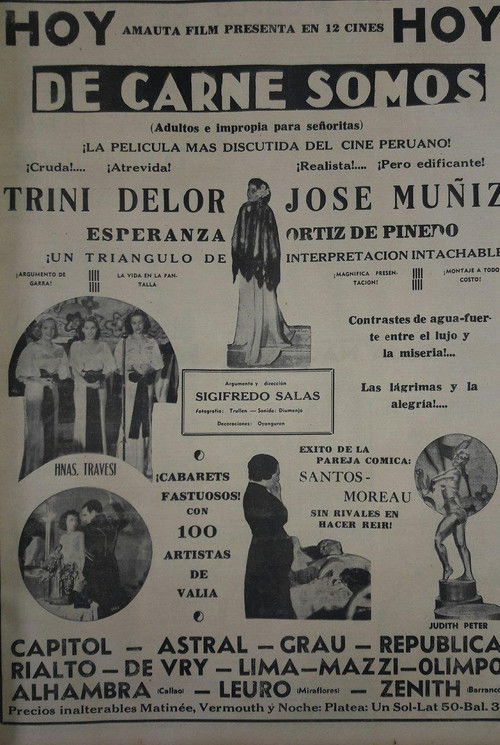 HOY AMAUTA FILM PRESENTA EN 12 CINES HOY
DE CARNE SOMOS
(Adultos e impropia para señoritas)
¡LA PELICULA MAS DISCUTIDA DEL CINE PERUANO!
¡Cruda!.... ¡Atrevida! ¡Realista!.... ¡Pero edificante!
TRINI DELOR JOSE MUÑIZ
ESPERANZA ORTIZ DE PINEDO
¡UN TRIANGULO DE INTERPRETACION INTACHABLE
¡ARGUMENTO DE GARRA!
LA VIDA EN LA PANTALLA
¡MAGNIFICA PRESENTACION!
¡MONTAJE A TODO COSTO!
Contrastes de agua-fuer-
te entre el lujo y
la miseria!...
Las lágrimas y la
alegría!....
Argumento y dirección
SIGIFREDO SALAS
Fotografía: Trullen — Sonido: Diumenjo
Decoraciones: Oyanguren
HNAS. TRAVESI
¡CABARETS
FASTUOSOS!
CON
100
ARTISTAS
DE
VALIA
EXITO DE LA
PAREJA COMICA:
SANTOS-
MOREAU
SIN RIVALES EN
HACER REIR!
JUDITH PETER
CAPITOL — ASTRAL — GRAU — REPUBLICA
RIALTO — DE VRY — LIMA — MAZZI — OLIMPO
ALHAMBRA (Callao) — LEURO (Miraflores) — ZENITH (Barranco
Precios inalterables Matinée, Vermouth y Noche: Platea: Un Sol-Lat 50-Bal. 3